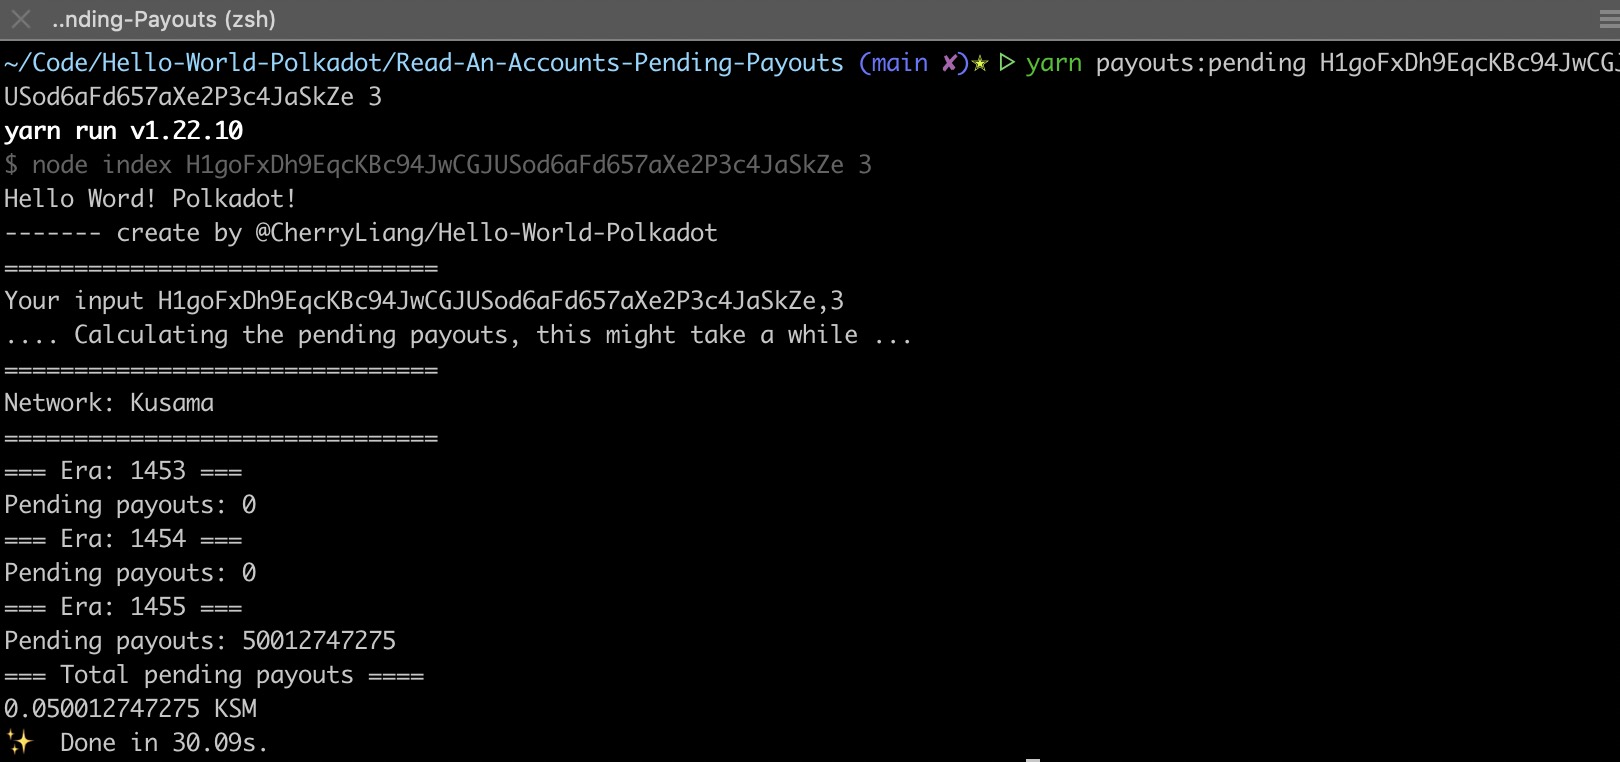 ..nding-Payouts (zsh)
~/Code/Hello-World-Polkadot/Read-An-Accounts-Pending-Payouts (main ✘)★ ▷ yarn payouts:pending H1goFxDh9EqcKBc94JwCGJ
USod6aFd657aXe2P3c4JaSkZe 3
yarn run v1.22.10
$ node index H1goFxDh9EqcKBc94JwCGJUSod6aFd657aXe2P3c4JaSkZe 3
Hello Word! Polkadot!
------- create by @CherryLiang/Hello-World-Polkadot
===============================
Your input H1goFxDh9EqcKBc94JwCGJUSod6aFd657aXe2P3c4JaSkZe,3
.... Calculating the pending payouts, this might take a while ...
===============================
Network: Kusama
===============================
=== Era: 1453 ===
Pending payouts: 0
=== Era: 1454 ===
Pending payouts: 0
=== Era: 1455 ===
Pending payouts: 50012747275
=== Total pending payouts ====
0.050012747275 KSM
✨ Done in 30.09s.